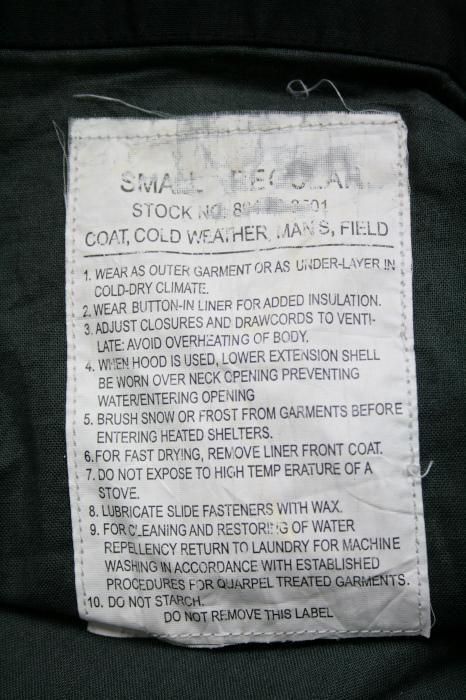 SMALL REGULAR
STOCK NO:
COAT, COLD WEATHER, MAN'S, FIELD
1. WEAR AS OUTER GARMENT OR AS UNDER-LAYER IN
COLD-DRY CLIMATE.
2. WEAR BUTTON-IN LINER FOR ADDED INSULATION.
3. ADJUST CLOSURES AND DRAWCORDS TO VENTI-
LATE: AVOID OVERHEATING OF BODY.
4. WHEN HOOD IS USED, LOWER EXTENSION SHELL
BE WORN OVER NECK OPENING PREVENTING
WATER/ENTERING OPENING
5. BRUSH SNOW OR FROST FROM GARMENTS BEFORE
ENTERING HEATED SHELTERS.
6. FOR FAST DRYING, REMOVE LINER FRONT COAT.
7. DO NOT EXPOSE TO HIGH TEMP ERATURE OF A
STOVE.
8. LUBRICATE SLIDE FASTENERS WITH WAX.
9. FOR CLEANING AND RESTORING OF WATER
REPELLENCY RETURN TO LAUNDRY FOR MACHINE
WASHING IN ACCORDANCE WITH ESTABLISHED
PROCEDURES FOR QUARPEL TREATED GARMENTS.
10. DO NOT STARCH.
DO NOT REMOVE THIS LABEL